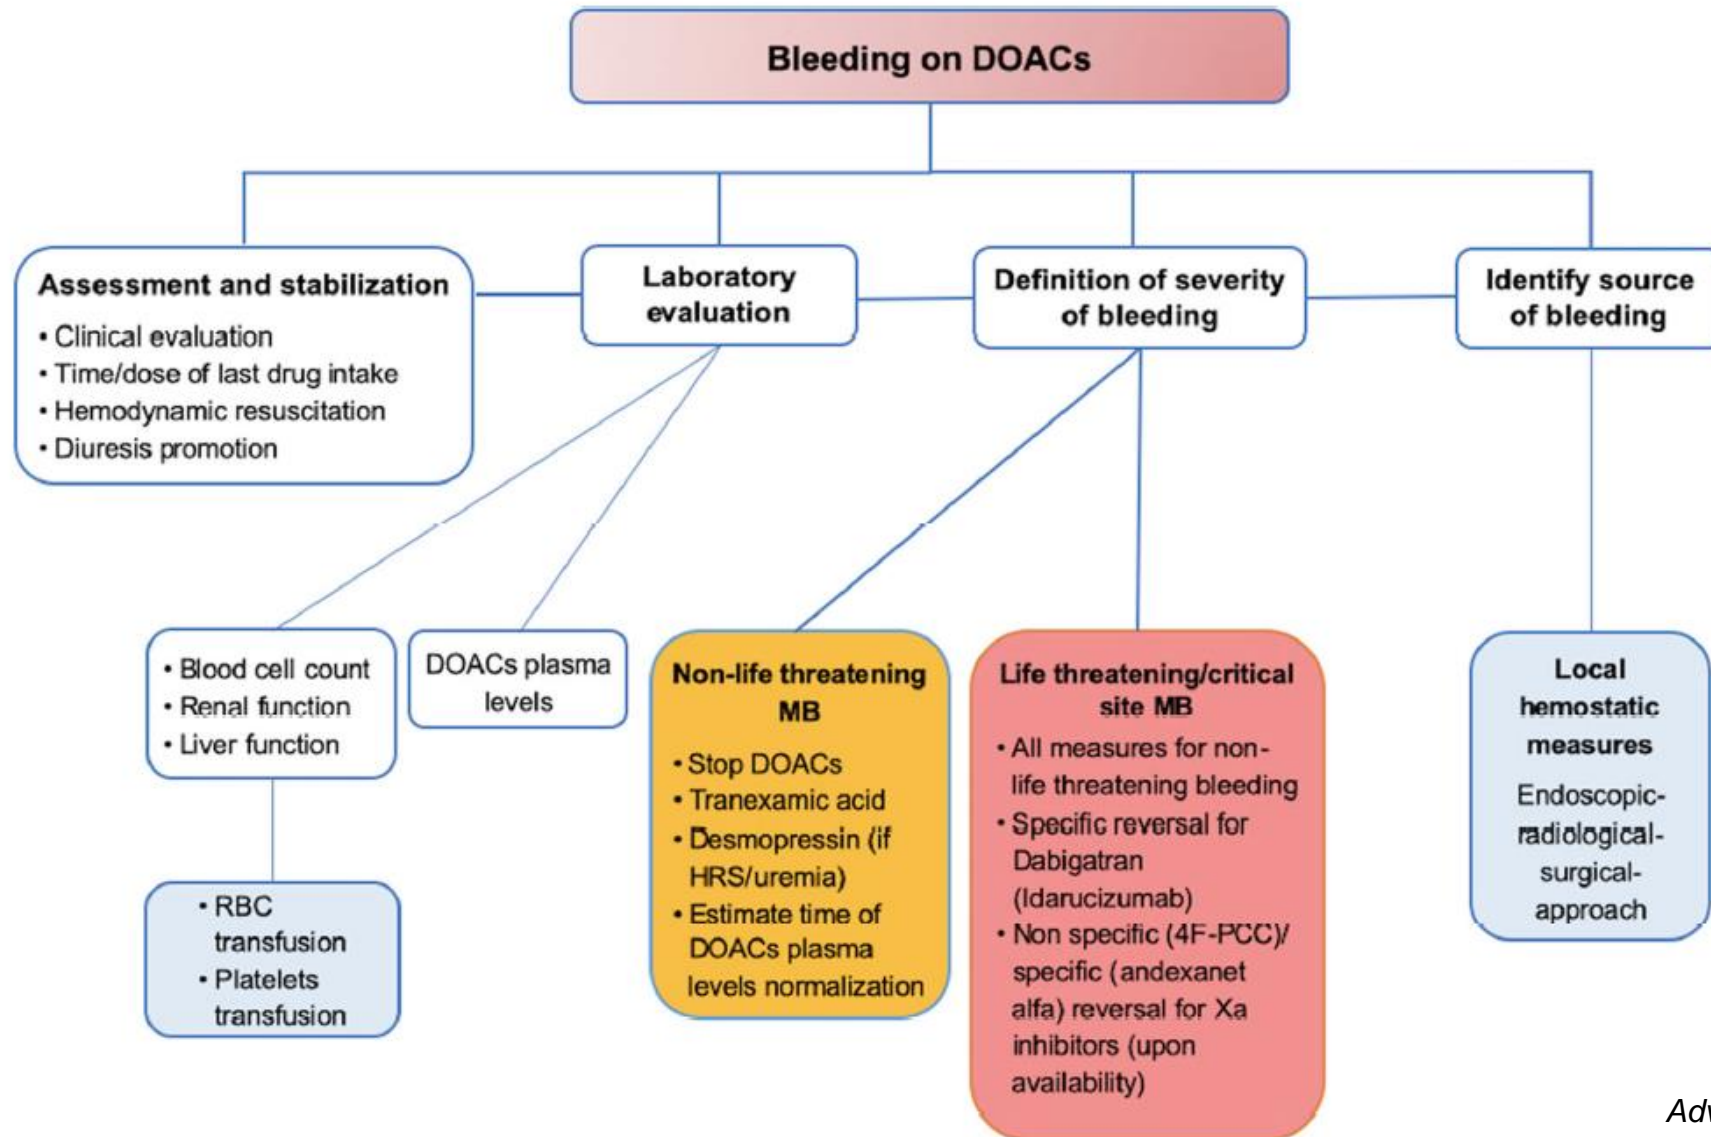 Bleeding on DOACs
Assessment and stabilization
• Clinical evaluation
• Time/dose of last drug intake
• Hemodynamic resuscitation
• Diuresis promotion
Laboratory
evaluation
Definition of severity
of bleeding
Identify source
of bleeding
• Blood cell count
• Renal function
• Liver function
DOACs plasma
levels
• RBC
transfusion
• Platelets
transfusion
Non-life threatening
MB
• Stop DOACs
• Tranexamic acid
• Desmopressin (if
HRS/uremia)
• Estimate time of
DOACs plasma
levels normalization
Life threatening/critical
site MB
• All measures for non-
life threatening bleeding
• Specific reversal for
Dabigatran
(Idarucizumab)
• Non specific (4F-PCC)/
specific (andexanet
alfa) reversal for Xa
inhibitors (upon
availability)
Local
hemostatic
measures
Endoscopic-
radiological-
surgical-
approach